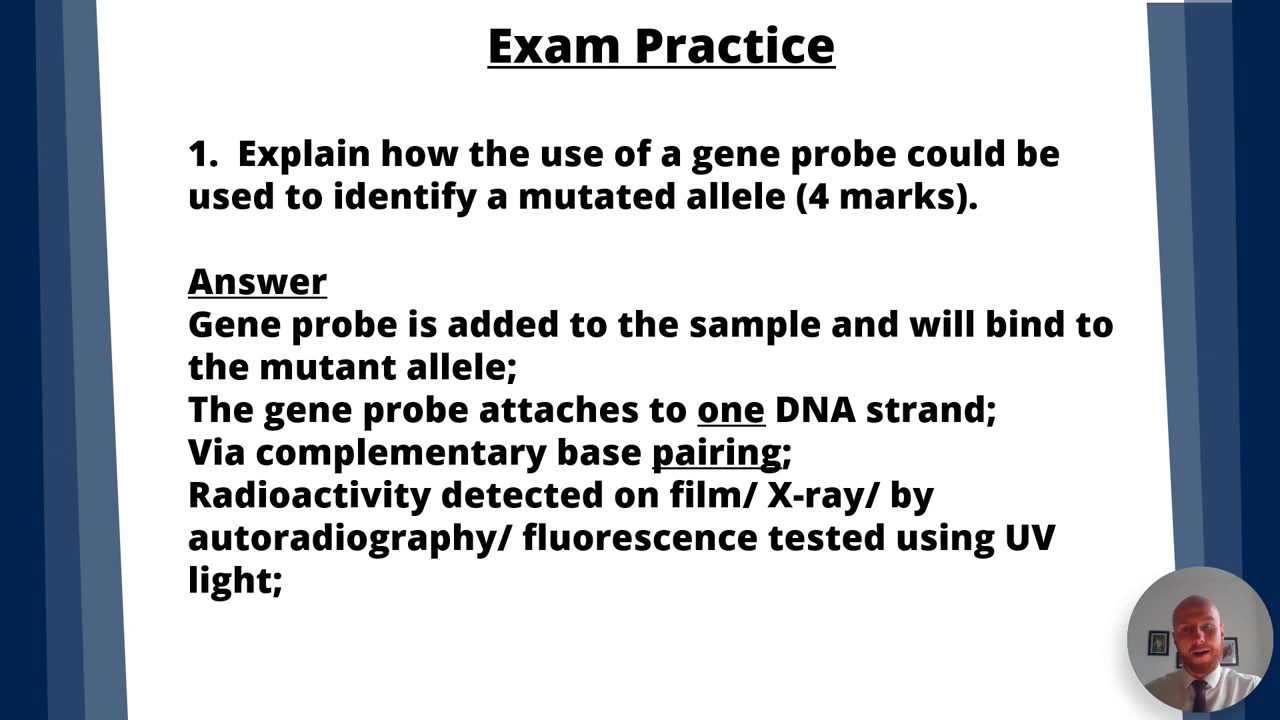 Exam Practice
1. Explain how the use of a gene probe could be
used to identify a mutated allele (4 marks).
Answer
Gene probe is added to the sample and will bind to
the mutant allele;
The gene probe attaches to one DNA strand;
Via complementary base pairing;
Radioactivity detected on film/ X-ray/ by
autoradiography/ fluorescence tested using UV
light;